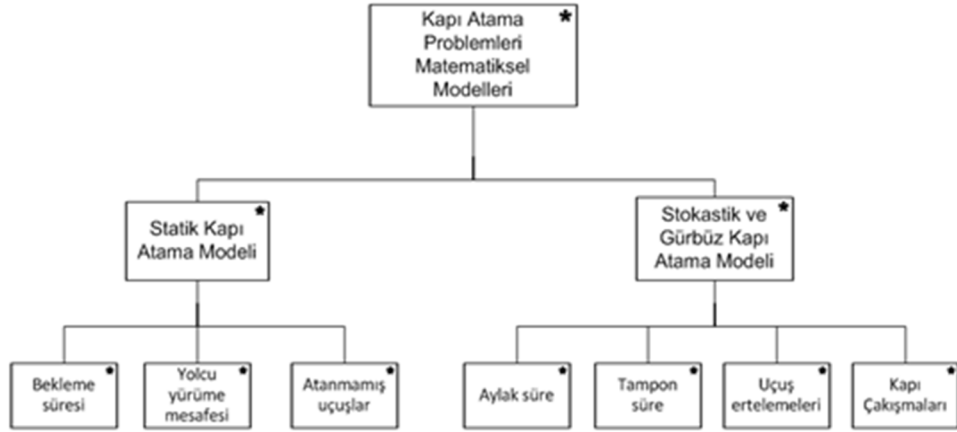 Kapı Atama
Problemleri
Matematiksel
Modelleri
Statik Kapı
Atama Modeli
Stokastik ve
Gürbüz Kapı
Atama Modeli
Bekleme
süresi
Yolcu
yürüme
mesafesi
Atanmamış
uçuşlar
Aylak süre
Tampon
süre
Uçuş
ertelemeleri
Kapı
Çakışmaları